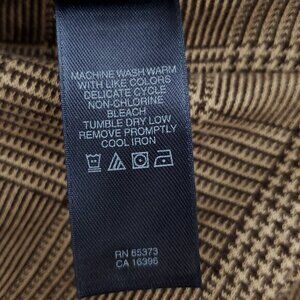 MACHINE WASH WARM
WITH LIKE COLORS
DELICATE CYCLE
NON-CHLORINE
BLEACH
TUMBLE DRY LOW
REMOVE PROMPTLY
COOL IRON
RN 65373
CA 16396